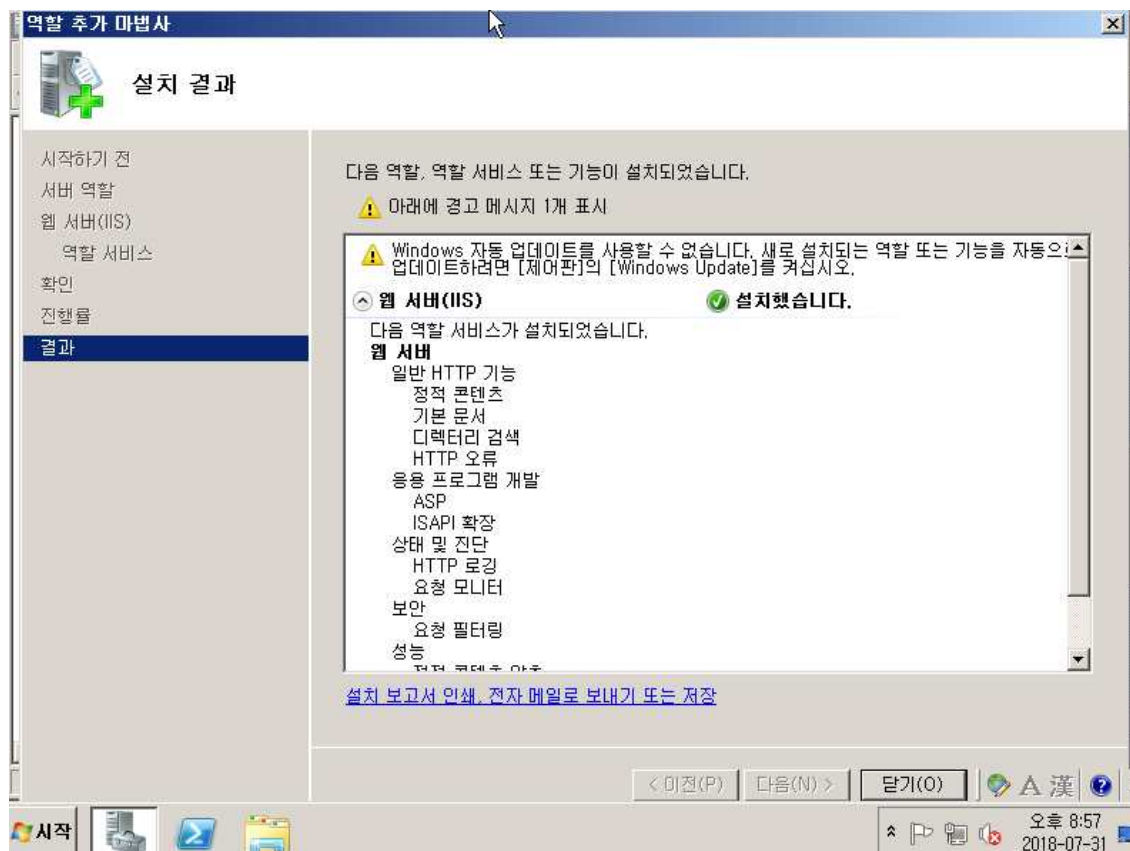 역할 추가 마법사
설치 결과
시작하기 전
서버 역할
웹 서버(IIS)
역할 서비스
확인
진행률
결과
다음 역할, 역할 서비스 또는 기능이 설치되었습니다.
아래에 경고 메시지 1개 표시
Windows 자동 업데이트를 사용할 수 없습니다. 새로 설치되는 역할 또는 기능을 자동으
업데이트하려면 [제어판]의 [Windows Update]를 켜십시오.
웹 서버(IIS) 설치했습니다.
다음 역할 서비스가 설치되었습니다.
웹 서버
일반 HTTP 기능
정적 콘텐츠
기본 문서
디렉터리 검색
HTTP 오류
응용 프로그램 개발
ASP
ISAPI 확장
상태 및 진단
HTTP 로깅
요청 모니터
보안
요청 필터링
성능
설치 보고서 인쇄, 전자 메일로 보내기 또는 저장
< 이전(P) 다음(N) > 닫기(O) A 漢
시작
오후 8:57
2018-07-31